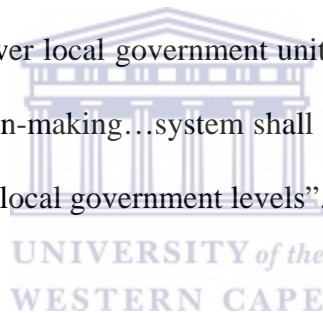 ver local government unit
n-making…system shall
local government levels”.
UNIVERSITY of the
WESTERN CAPE